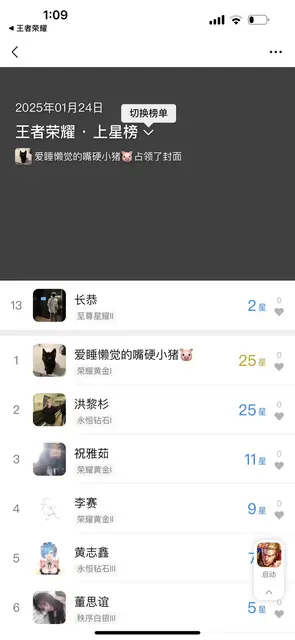 1:09
◀ 王者荣耀
2025年01月24日
切换榜单
王者荣耀 · 上星榜
爱睡懒觉的嘴硬小猪🐷占领了封面
13 长恭 2星 0
至尊星耀II
1 爱睡懒觉的嘴硬小猪🐷 25星 0
荣耀黄金I
2 洪黎杉 25星 0
永恒钻石I
3 祝雅茹 11星 0
荣耀黄金I
4 李赛 9星 0
荣耀黄金II
5 黄志鑫 7
永恒钻石III
启动
6 董思谊 5星 0
秩序白银III